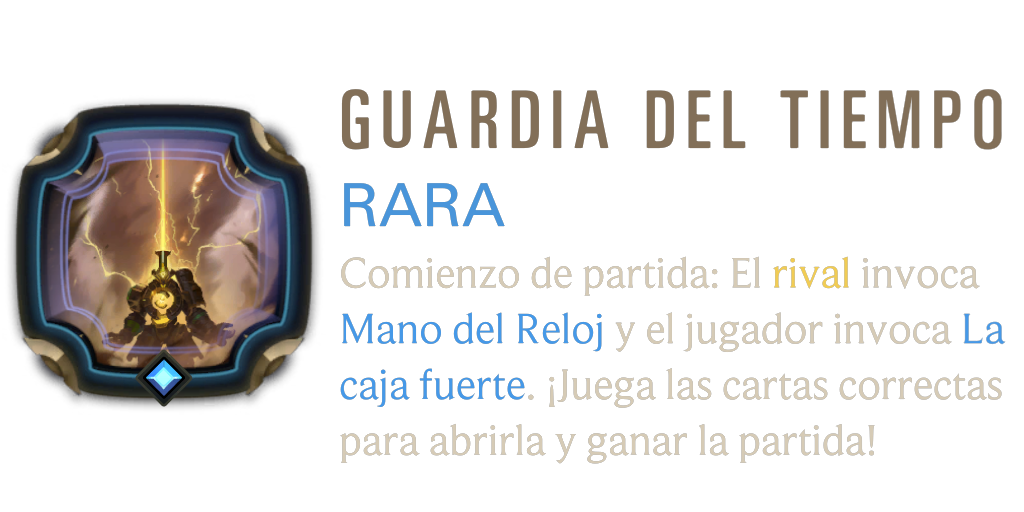 GUARDIA DEL TIEMPO
RARA
Comienzo de partida: El rival invoca
Mano del Reloj y el jugador invoca La
caja fuerte. ¡Juega las cartas correctas
para abrirla y ganar la partida!